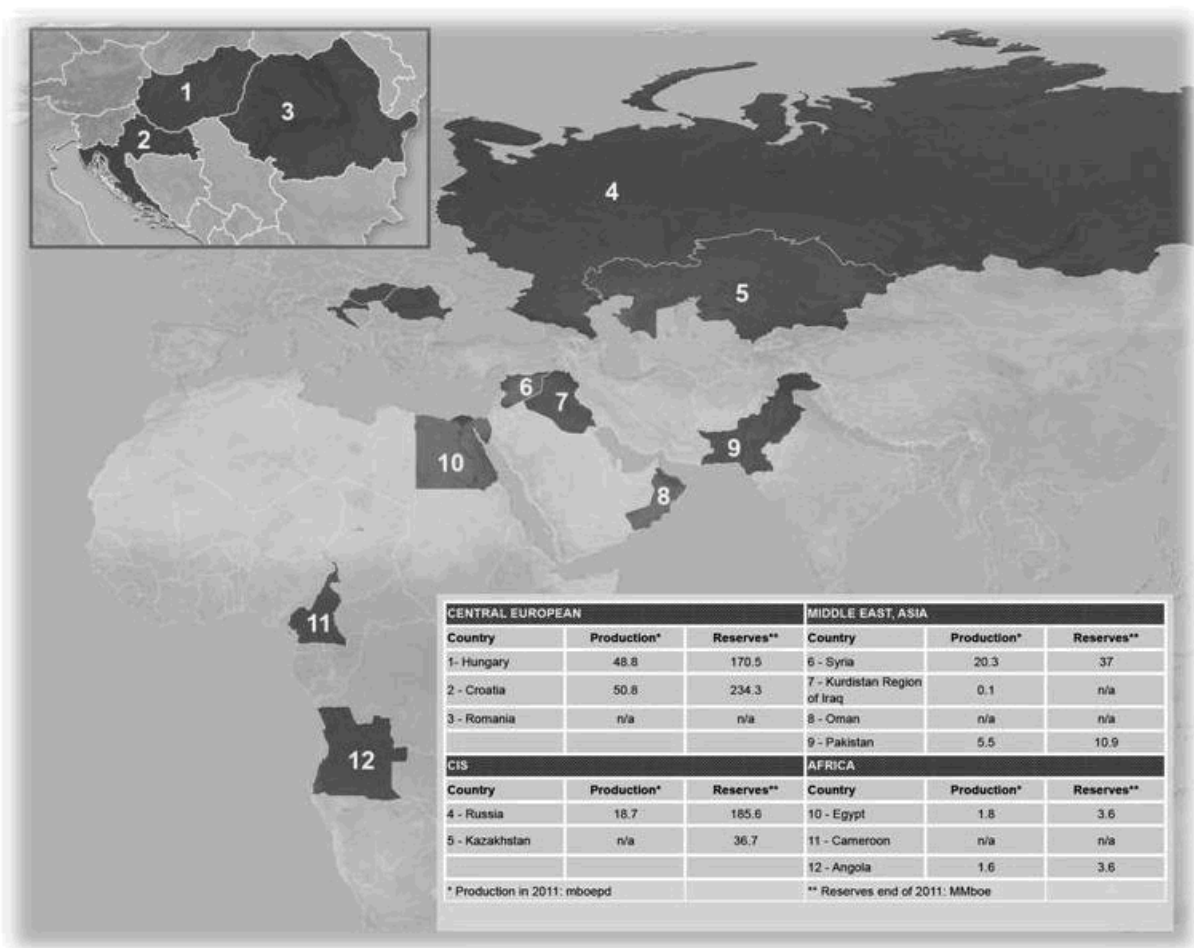 1
2
3
4
5
6
7
8
9
10
11
12
CENTRAL EUROPEAN
Country Production* Reserves**
1- Hungary 48.8 170.5
2 - Croatia 50.8 234.3
3 - Romania n/a n/a
MIDDLE EAST, ASIA
Country Production* Reserves**
6 - Syria 20.3 37
7 - Kurdistan Region
of Iraq 0.1 n/a
8 - Oman n/a n/a
9 - Pakistan 5.5 10.9
CIS
Country Production* Reserves**
4 - Russia 18.7 185.6
5 - Kazakhstan n/a 36.7
* Production in 2011: mboepd
AFRICA
Country Production* Reserves**
10 - Egypt 1.8 3.6
11 - Cameroon n/a n/a
12 - Angola 1.6 3.6
** Reserves end of 2011: MMboe